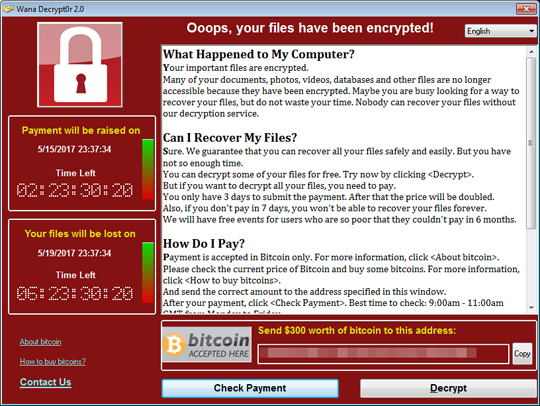 Wana Decrypt0r 2.0
Ooops, your files have been encrypted!
English
What Happened to My Computer?
Your important files are encrypted.
Many of your documents, photos, videos, databases and other files are no longer
accessible because they have been encrypted. Maybe you are busy looking for a way to
recover your files, but do not waste your time. Nobody can recover your files without
our decryption service.
Can I Recover My Files?
Sure. We guarantee that you can recover all your files safely and easily. But you have
not so enough time.
You can decrypt some of your files for free. Try now by clicking <Decrypt>.
But if you want to decrypt all your files, you need to pay.
You only have 3 days to submit the payment. After that the price will be doubled.
Also, if you don't pay in 7 days, you won't be able to recover your files forever.
We will have free events for users who are so poor that they couldn't pay in 6 months.
How Do I Pay?
Payment is accepted in Bitcoin only. For more information, click <About bitcoin>.
Please check the current price of Bitcoin and buy some bitcoins. For more information,
click <How to buy bitcoins>.
And send the correct amount to the address specified in this window.
After your payment, click <Check Payment>. Best time to check: 9:00am - 11:00am
GMT from Monday to Friday.
Payment will be raised on
5/15/2017 23:37:34
Time Left
02:23:30:20
Your files will be lost on
5/19/2017 23:37:34
Time Left
06:23:30:20
About bitcoin
How to buy bitcoins?
Contact Us
bitcoin
ACCEPTED HERE
Send $300 worth of bitcoin to this address:
Copy
Check Payment
Decrypt